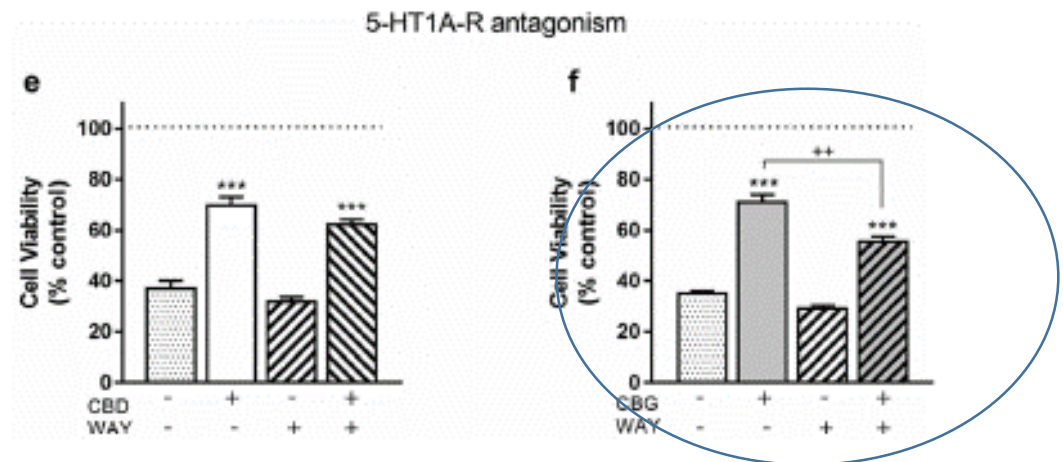 5-HT1A-R antagonism
e
100
80
60
40
20
0
Cell Viability
(% control)
***
***
CBD - + - +
WAY - - + +
f
100
80
60
40
20
0
Cell Viability
(% control)
++
***
***
CBG - + - +
WAY - - + +